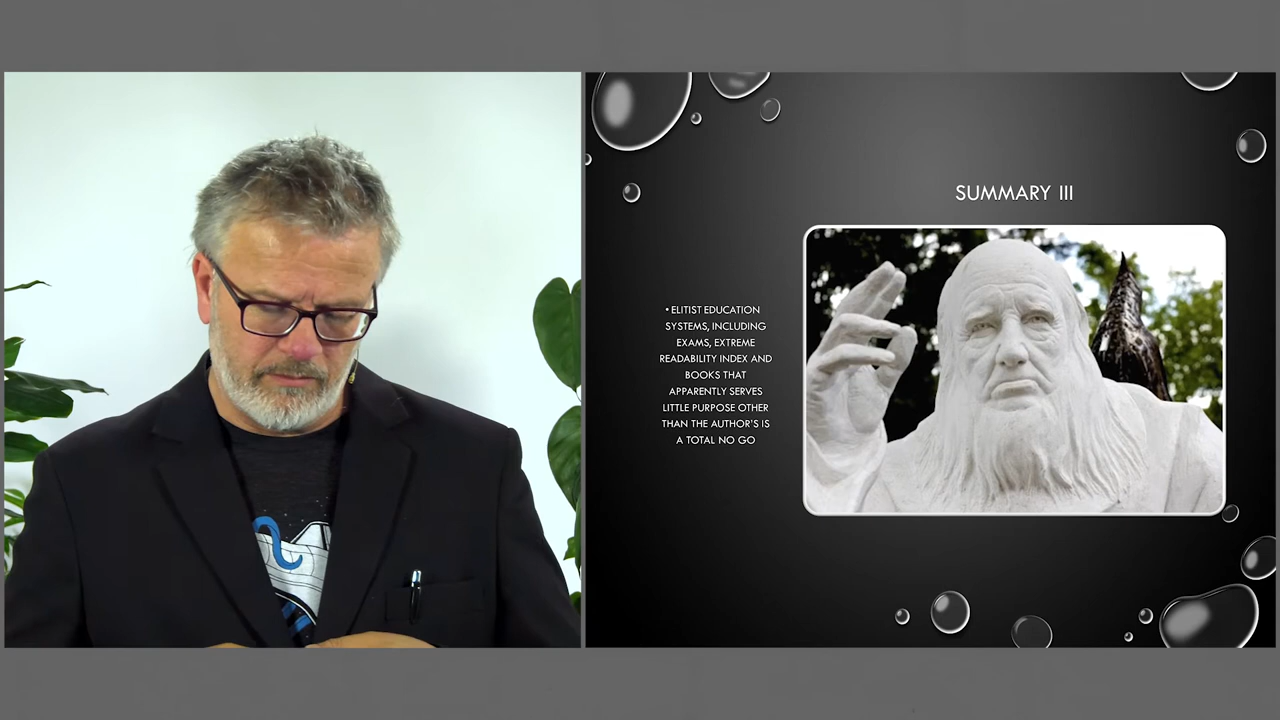 SUMMARY III
• ELITIST EDUCATION
SYSTEMS, INCLUDING
EXAMS, EXTREME
READABILITY INDEX AND
BOOKS THAT
APPARENTLY SERVES
LITTLE PURPOSE OTHER
THAN THE AUTHOR'S IS
A TOTAL NO GO